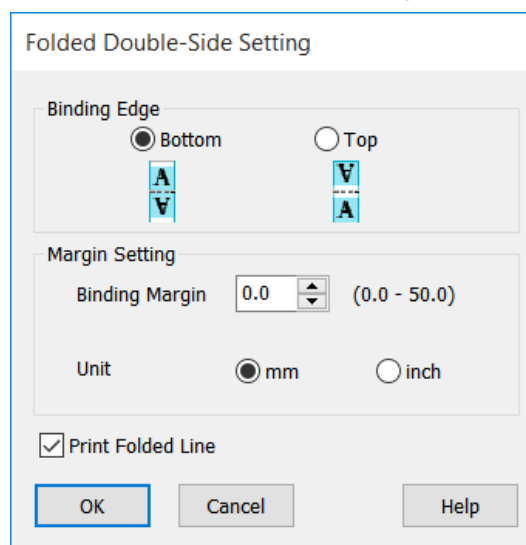 Folded Double-Side Setting
Binding Edge
Bottom Top
A A
A A
Margin Setting
Binding Margin 0.0 (0.0 - 50.0)
Unit mm inch
Print Folded Line
OK Cancel Help